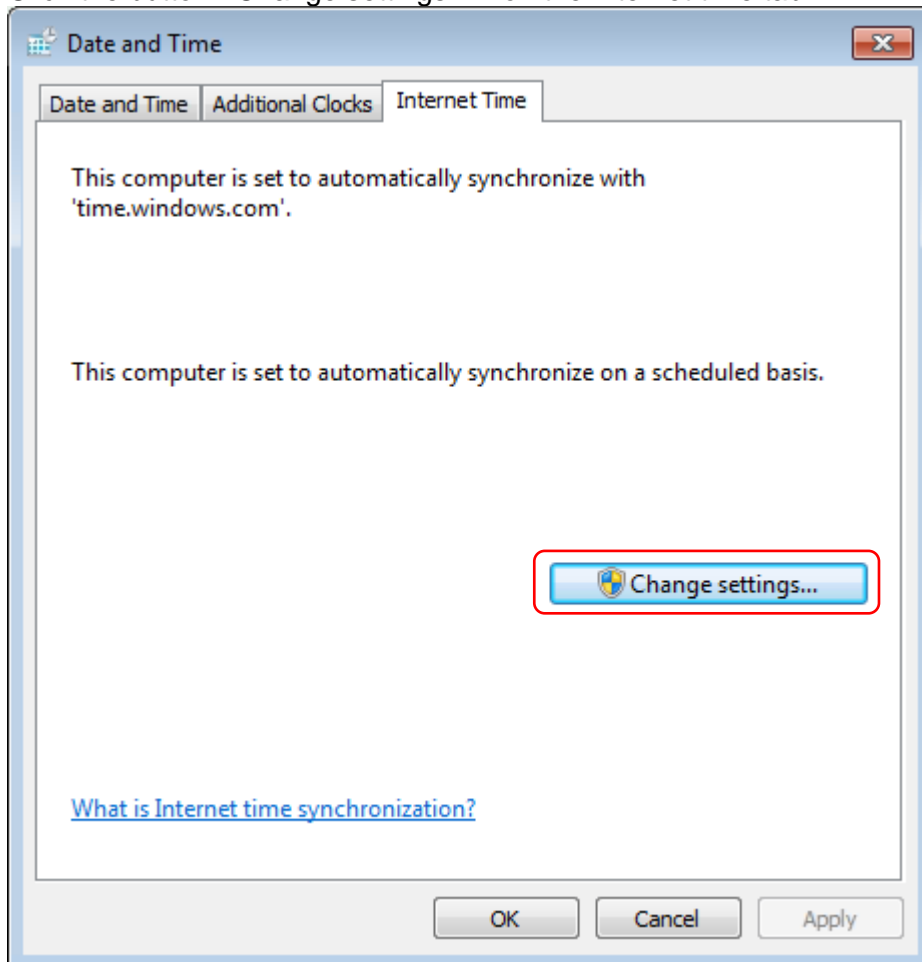 Date and Time
Date and Time Additional Clocks Internet Time
This computer is set to automatically synchronize with
'time.windows.com'.
This computer is set to automatically synchronize on a scheduled basis.
Change settings...
What is Internet time synchronization?
OK Cancel Apply